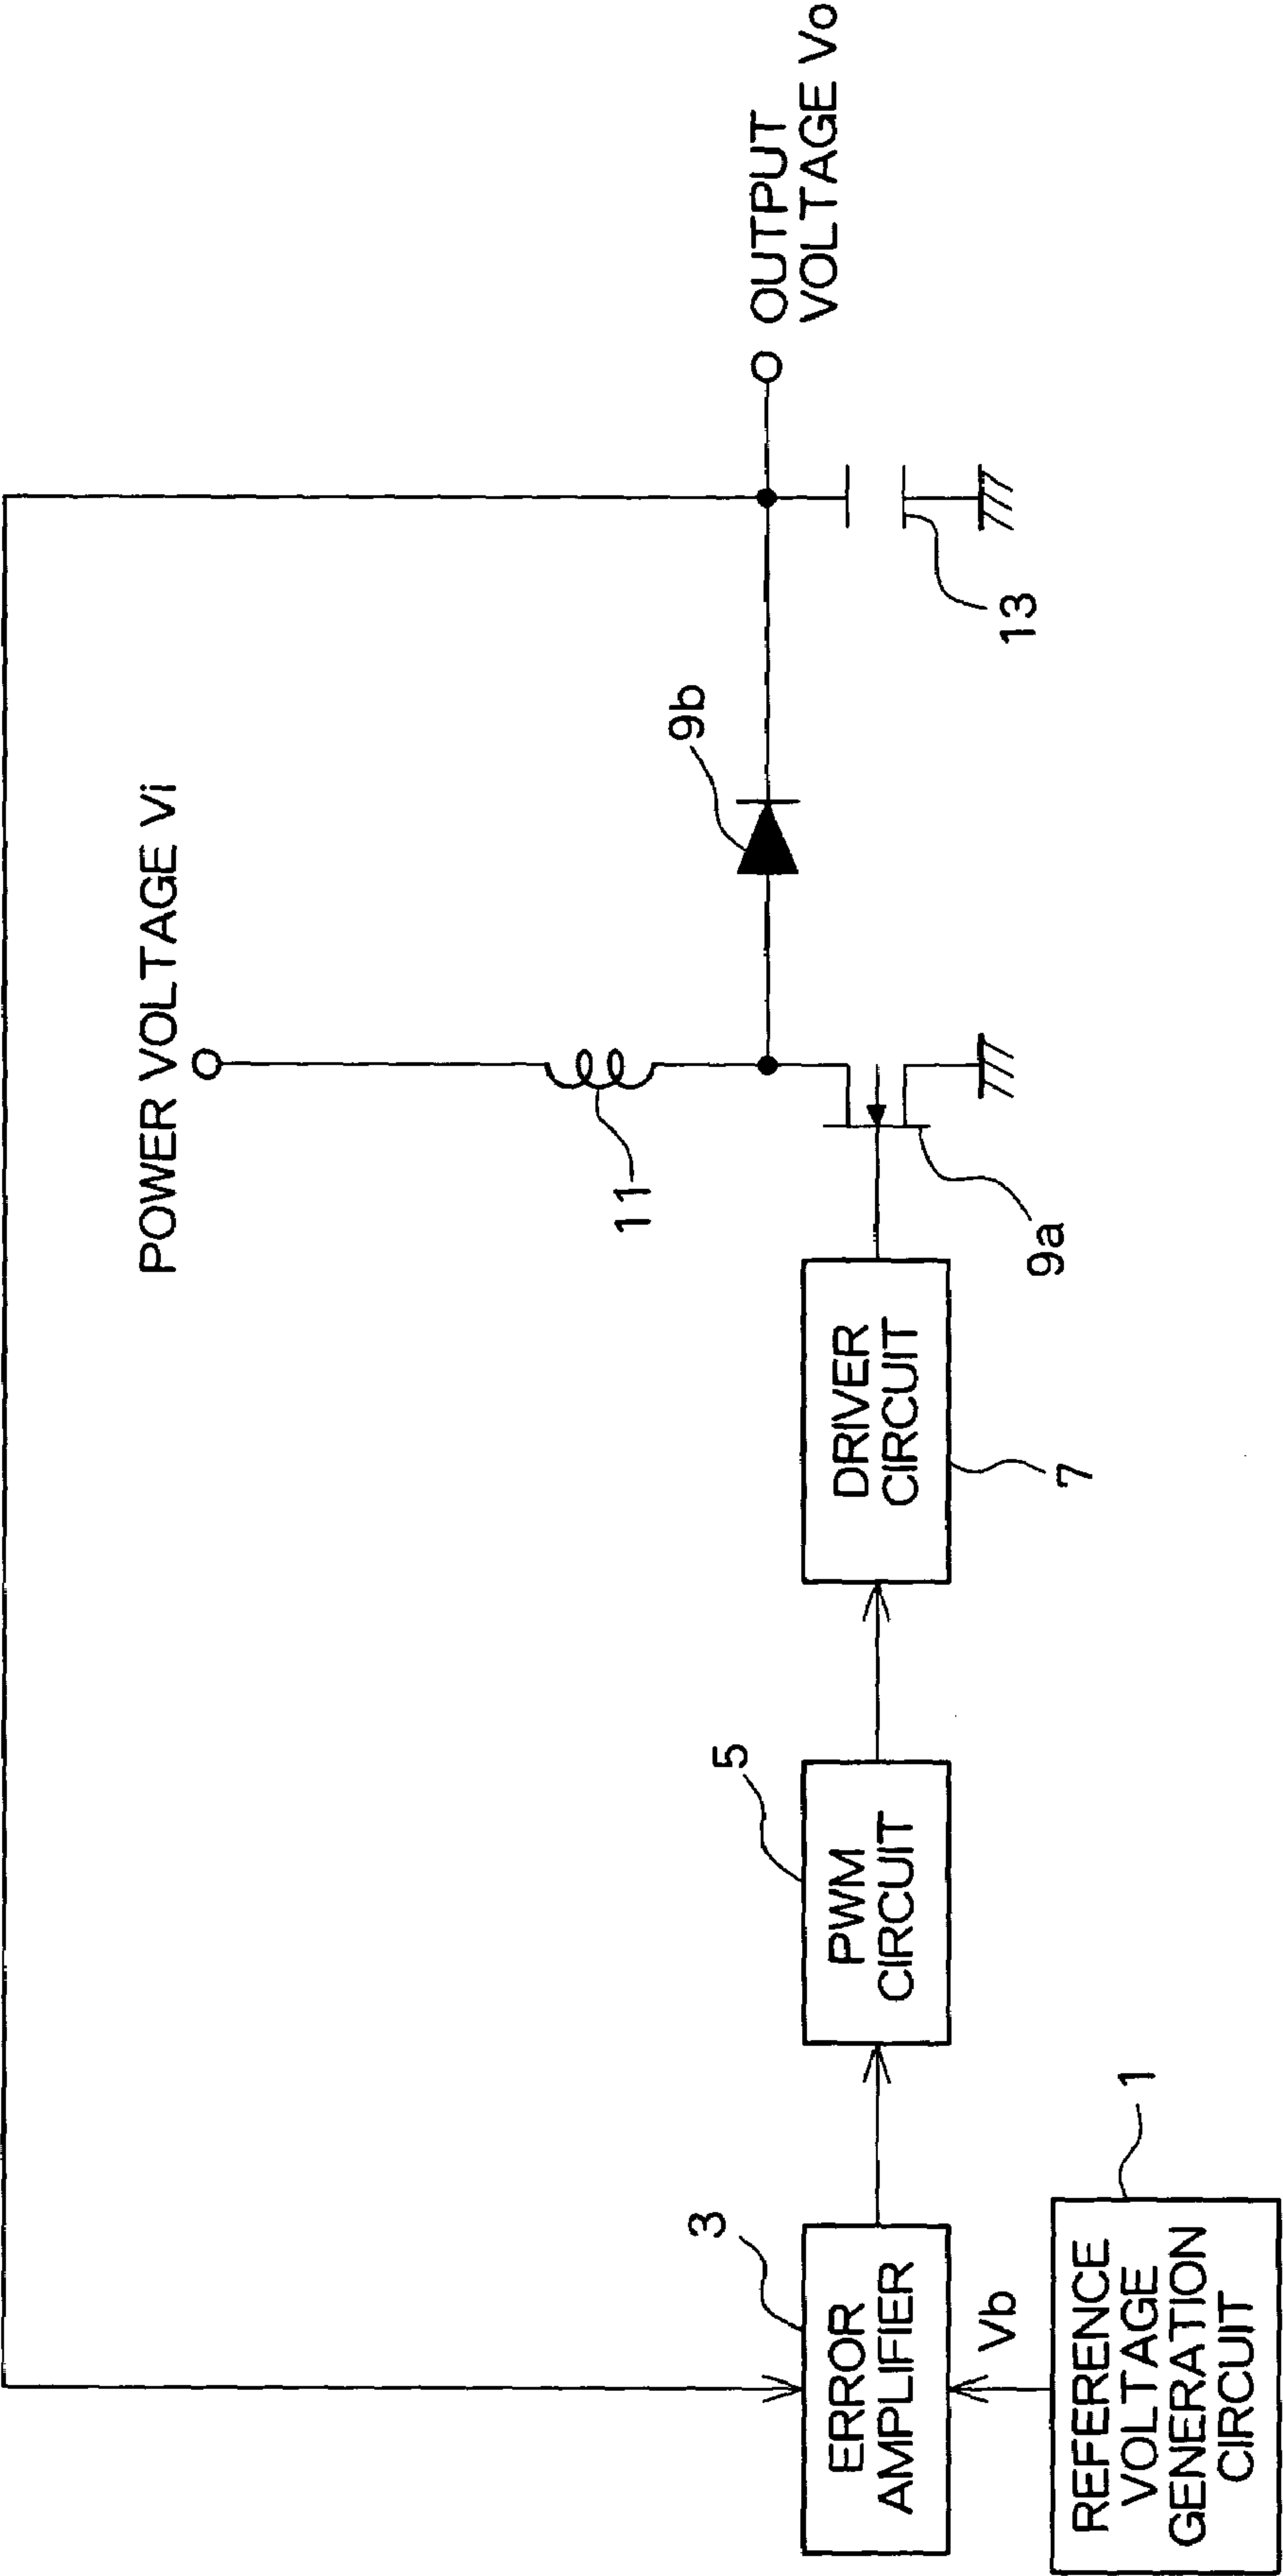 POWER VOLTAGE Vi
OUTPUT
VOLTAGE Vo
11
9b
13
9a
3
5
ERROR
AMPLIFIER
PWM
CIRCUIT
DRIVER
CIRCUIT
7
Vb
1
REFERENCE
VOLTAGE
GENERATION
CIRCUIT